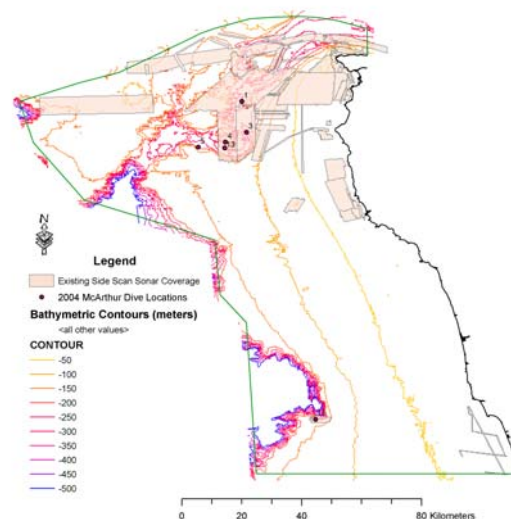 1
3
4
2
N
Legend
Existing Side Scan Sonar Coverage
2004 McArthur Dive Locations
Bathymetric Contours (meters)
<all other values>
CONTOUR
-50
-100
-150
-200
-250
-300
-350
-400
-450
-500
0 20 40 80 Kilometers